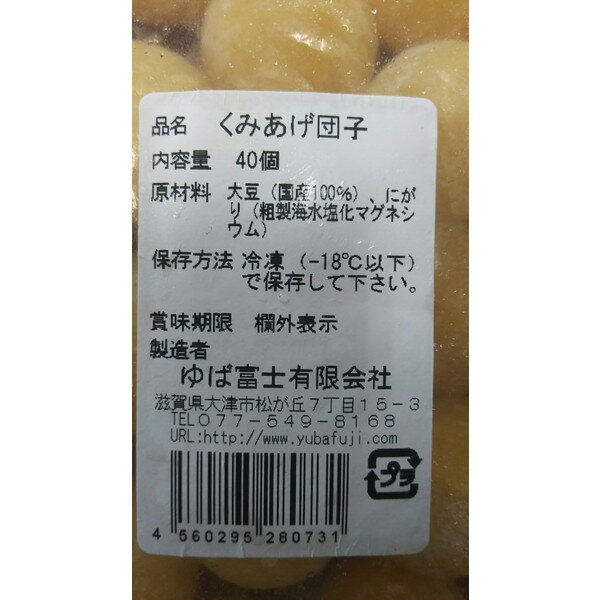 品名 くみあげ団子
内容量 40個
原材料 大豆（国産100%）、にが
り（粗製海水塩化マグネシ
ウム）
保存方法 冷凍（-18℃以下）
で保存して下さい。
賞味期限 欄外表示
製造者
ゆば富士有限会社
滋賀県大津市松が丘７丁目１５－３
TEL０７７－５４９－８１６８
URL:http://www.yubafuji.com
プラ
4 560295 280731